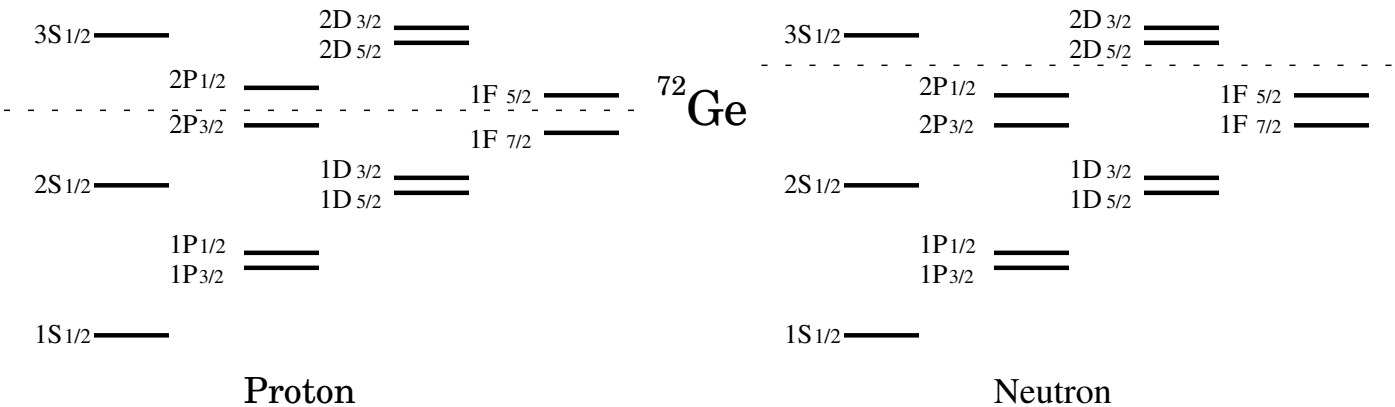 3S1/2 2D 3/2 3S1/2 2D 3/2
2D 5/2 2D 5/2
2P1/2 1F 5/2 72Ge 2P1/2 1F 5/2
2P3/2 1F 7/2 2P3/2 1F 7/2
2S1/2 1D 3/2 2S1/2 1D 3/2
1D 5/2 1D 5/2
1P1/2 1P1/2
1P3/2 1P3/2
1S1/2 1S1/2
Proton Neutron